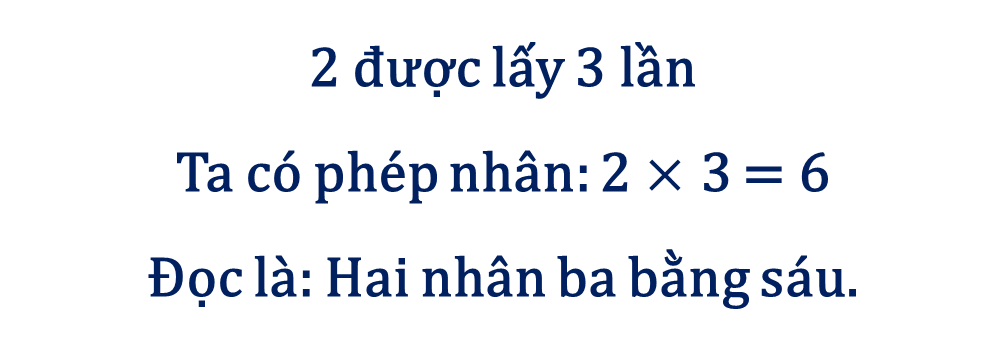 2 được lấy 3 lần
Ta có phép nhân: 2 × 3 = 6
Đọc là: Hai nhân ba bằng sáu.